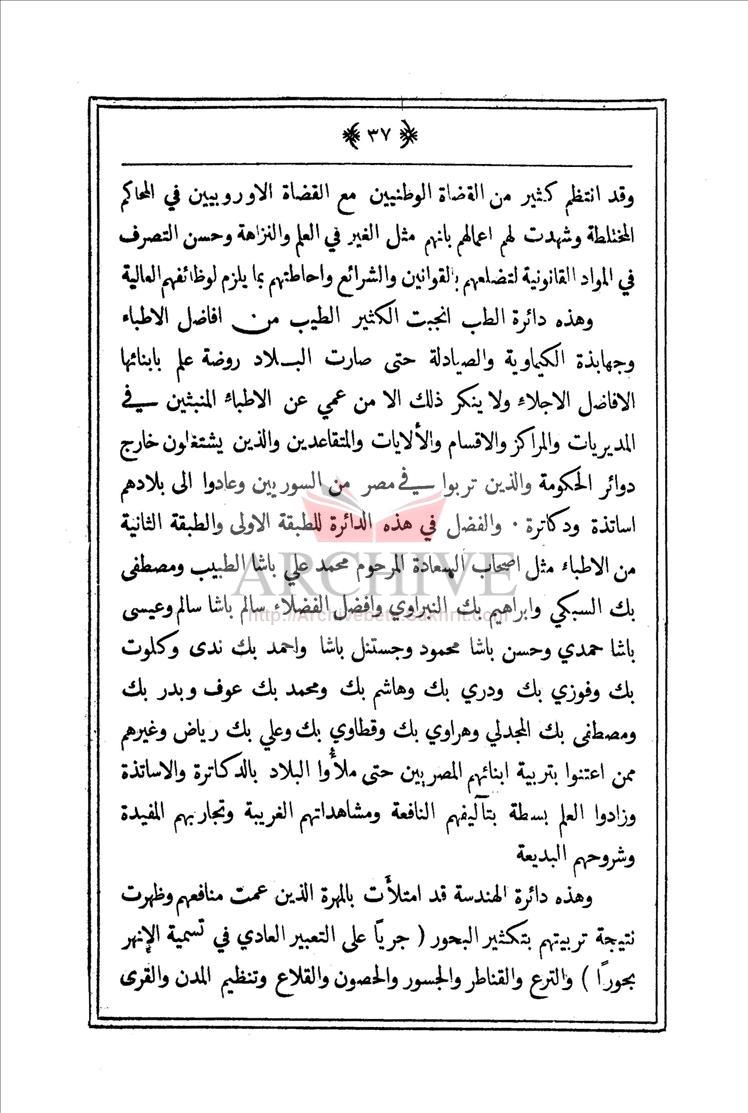 ٣٧
وقد انتظم كثير من القضاة الوطنيين مع القضاة الاوروبيين في المحاكم
المختلطة وشهدت لهم اعمالهم بانهم مثل الغير في العلم والنزاهة وحسن التصرف
في المواد القانونية لتضلعهم بالقوانين والشرائع واحاطتهم بما يلزم لوظائفهم العالية
وهذه دائرة الطب انجبت الكثير الطيب من افاضل الاطباء
وجهابذة الكيماوية والصيادلة حتى صارت البلاد روضة علم بابنائها
الافاضل الاجلاء ولا ينكر ذلك الا من عمي عن الاطباء المنبثين في
المديريات والمراكز والاقسام والألايات والمتقاعدين والذين يشتغلون خارج
دوائر الحكومة والذين تربوا في مصر من السوريين وعادوا الى بلادهم
اساتذة ودكاترة . والفضل في هذه الدائرة للطبقة الاولى والطبقة الثانية
من الاطباء مثل اصحاب السعادة المرحوم محمد علي باشا الطبيب ومصطفى
ARCHIVE
بك السبكي وابراهيم بك النبراوي وافضل الفضلاء سالم باشا سالم وعيسى
http://Archivebeta.Sakhrit.com
باشا حمدي وحسن باشا محمود وجستنل باشا واحمد بك ندى وكلوت
بك وفوزي بك ودري بك وهاشم بك ومحمد بك عوف وبدر بك
ومصطفى بك المجدلي وهراوي بك وقطاوي بك وعلي بك رياض وغيرهم
ممن اعتنوا بتربية ابنائهم المصريين حتى ملأوا البلاد بالدكاترة والاساتذة
وزادوا العلم بسطة بتآليفهم النافعة ومشاهداتهم الغريبة وتجاربهم المفيدة
وشروحهم البديعة
وهذه دائرة الهندسة قد امتلأت بالمهرة الذين عمت منافعهم وظهرت
نتيجة تربيتهم بتكثير البحور ( جريًا على التعبير العادي في تسمية الانهر
بحورًا ) والترع والقناطر والجسور والحصون والقلاع وتنظيم المدن والقرى